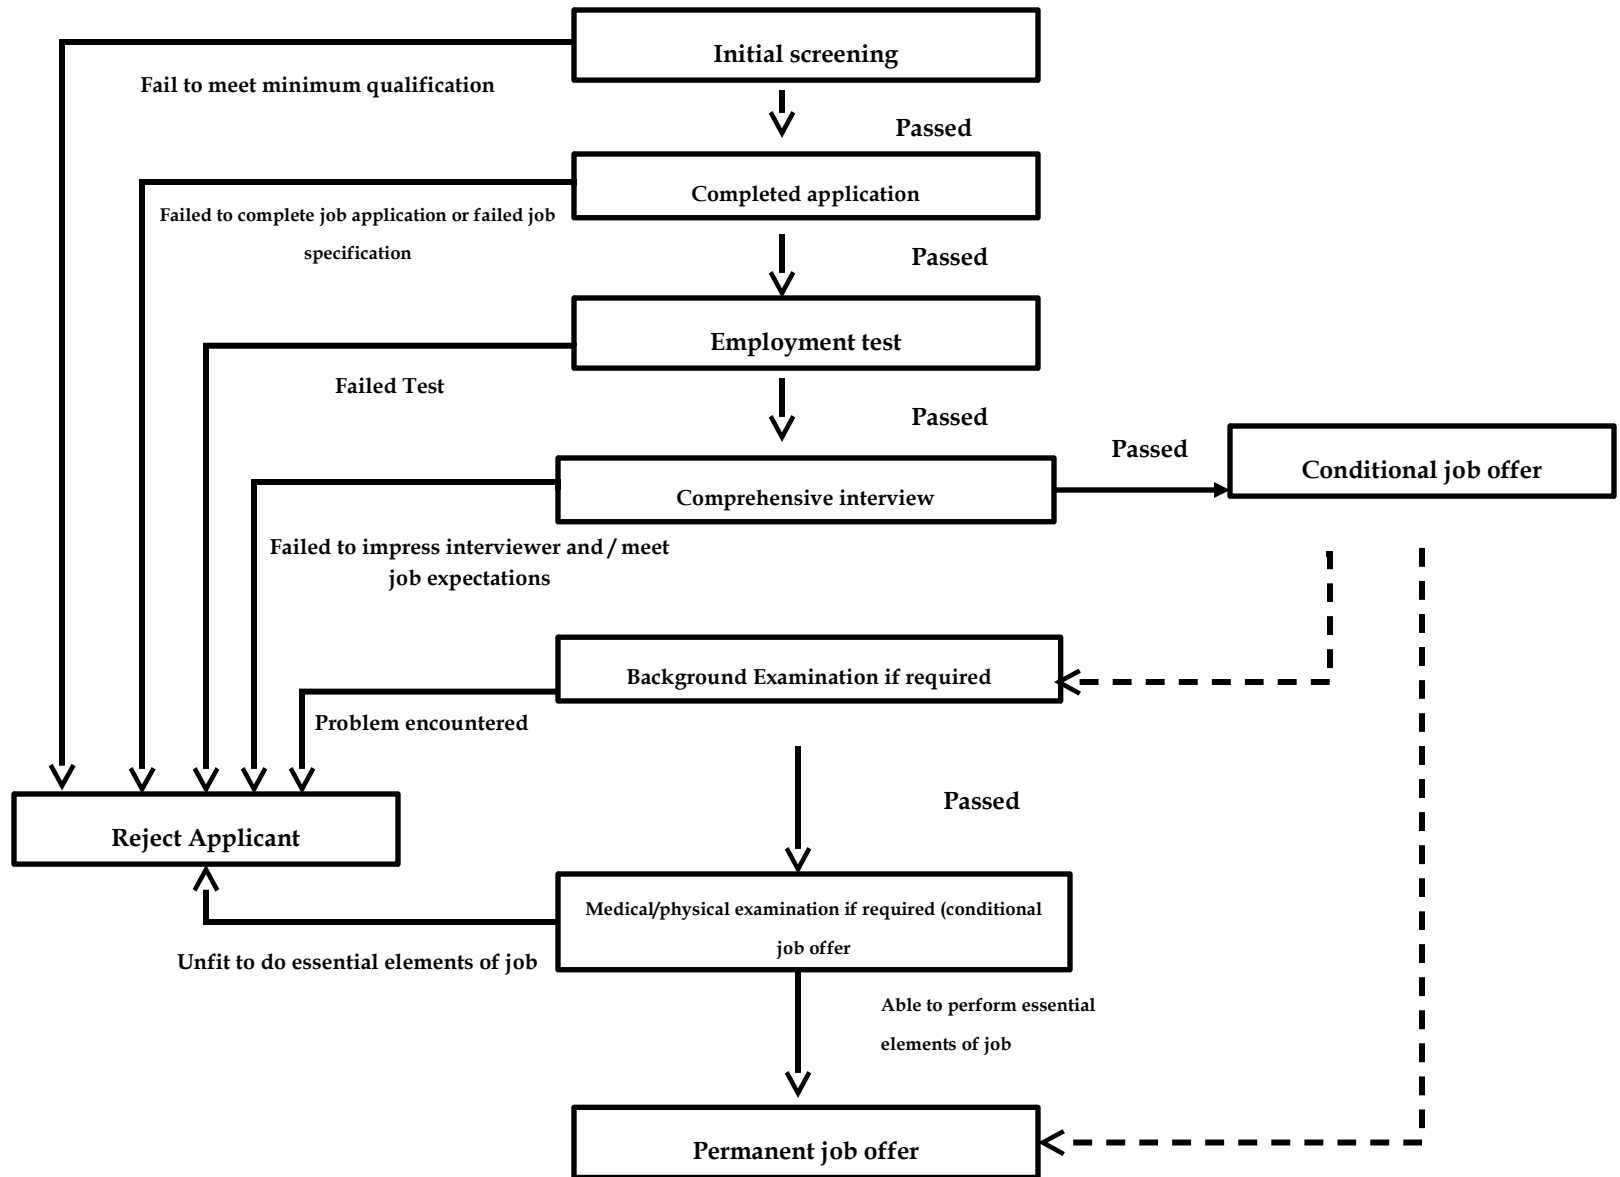 Initial screening
Fail to meet minimum qualification
Passed
Completed application
Failed to complete job application or failed job
specification
Passed
Employment test
Failed Test
Passed
Passed
Conditional job offer
Comprehensive interview
Failed to impress interviewer and / meet
job expectations
Background Examination if required
Problem encountered
Passed
Reject Applicant
Medical/physical examination if required (conditional
job offer
Unfit to do essential elements of job
Able to perform essential
elements of job
Permanent job offer